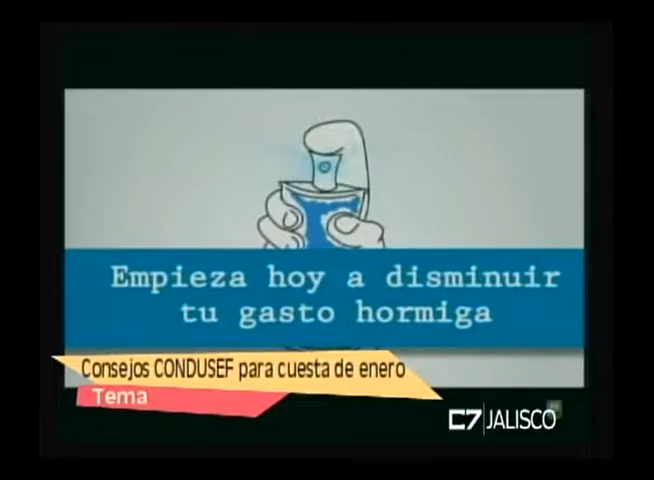 Empieza hoy a disminuir
tu gasto hormiga
Consejos CONDUSEF para cuesta de enero
Tema
C7 JALISCO